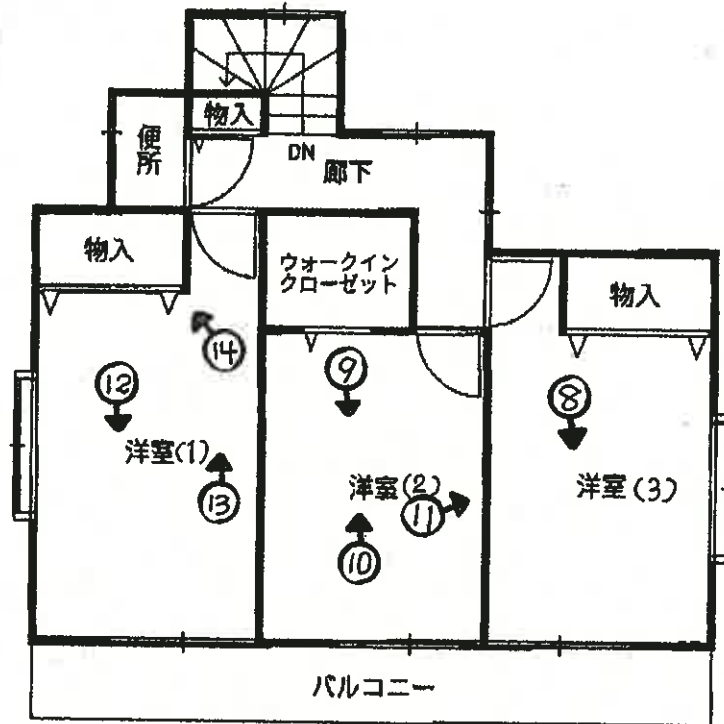 物入
便所
DN
廊下
物入
ウォークイン
クローゼット
物入
⑭
⑫
⑨
⑧
洋室(1)
⑬
洋室(2)
⑪
洋室(3)
⑩
バルコニー